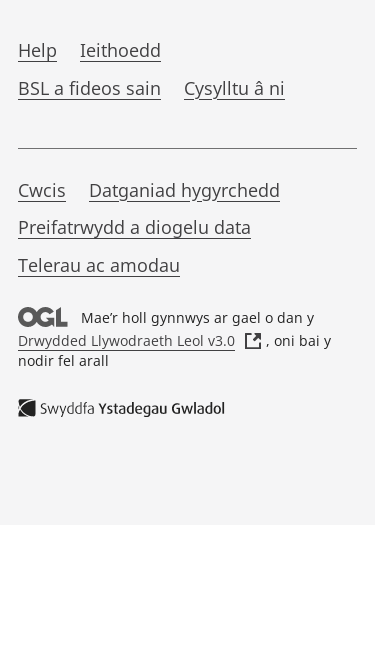 Help Ieithoedd
BSL a fideos sain Cysylltu â ni
Cwcis Datganiad hygyrchedd
Preifatrwydd a diogelu data
Telerau ac amodau
OGL Mae’r holl gynnwys ar gael o dan y
Drwydded Llywodraeth Leol v3.0 , oni bai y
nodir fel arall
Swyddfa Ystadegau Gwladol